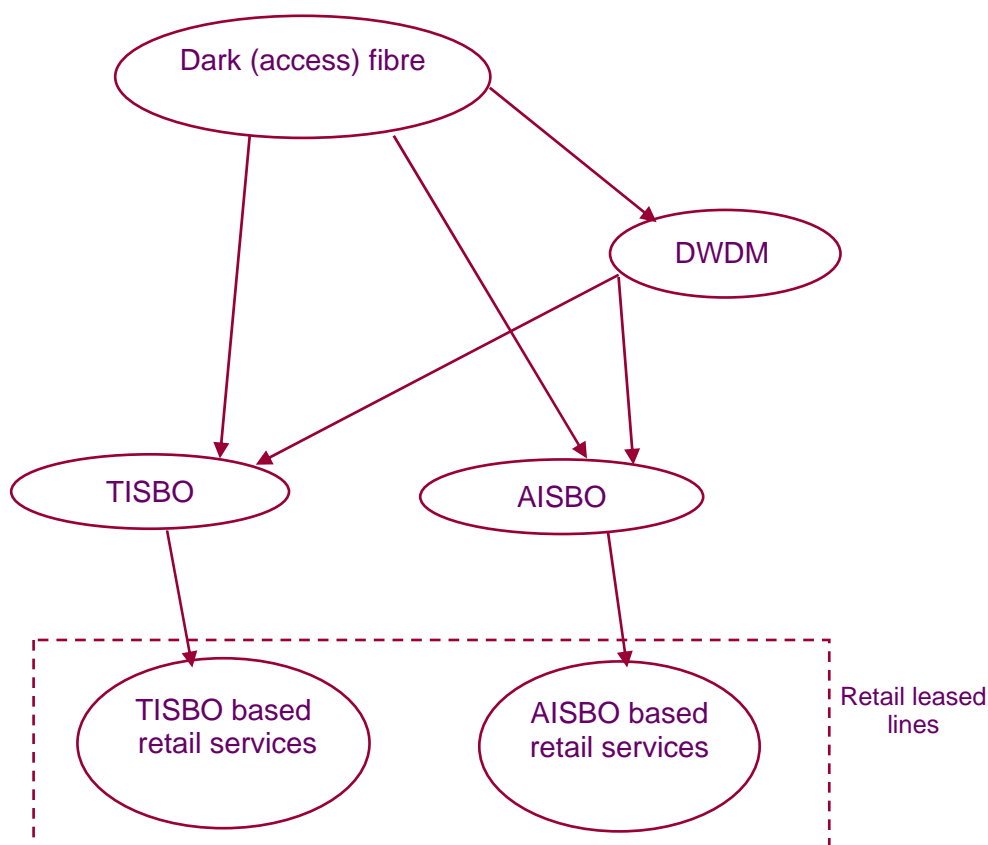 Dark (access) fibre
DWDM
TISBO
AISBO
TISBO based
retail services
AISBO based
retail services
Retail leased
lines